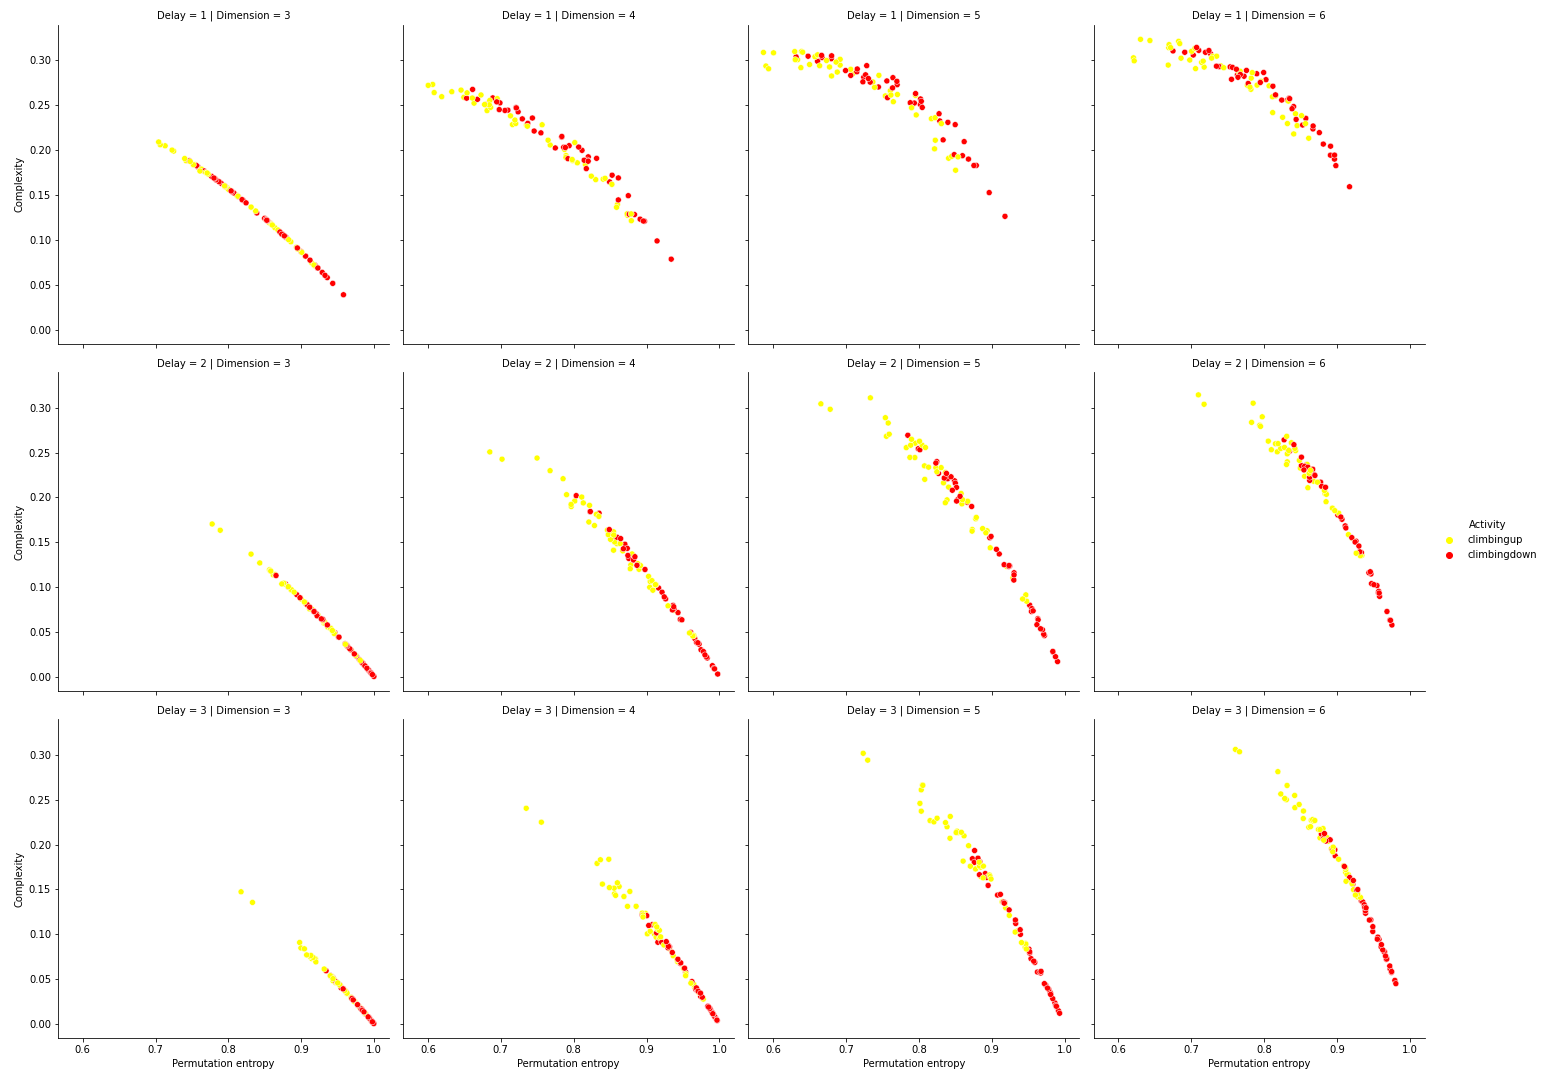 Delay = 1 | Dimension = 3
Delay = 1 | Dimension = 4
Delay = 1 | Dimension = 5
Delay = 1 | Dimension = 6
Complexity
0.30
0.25
0.20
0.15
0.10
0.05
0.00
Delay = 2 | Dimension = 3
Delay = 2 | Dimension = 4
Delay = 2 | Dimension = 5
Delay = 2 | Dimension = 6
Complexity
0.30
0.25
0.20
0.15
0.10
0.05
0.00
Activity
climbingup
climbingdown
Delay = 3 | Dimension = 3
Delay = 3 | Dimension = 4
Delay = 3 | Dimension = 5
Delay = 3 | Dimension = 6
Complexity
0.30
0.25
0.20
0.15
0.10
0.05
0.00
0.6 0.7 0.8 0.9 1.0
Permutation entropy
0.6 0.7 0.8 0.9 1.0
Permutation entropy
0.6 0.7 0.8 0.9 1.0
Permutation entropy
0.6 0.7 0.8 0.9 1.0
Permutation entropy